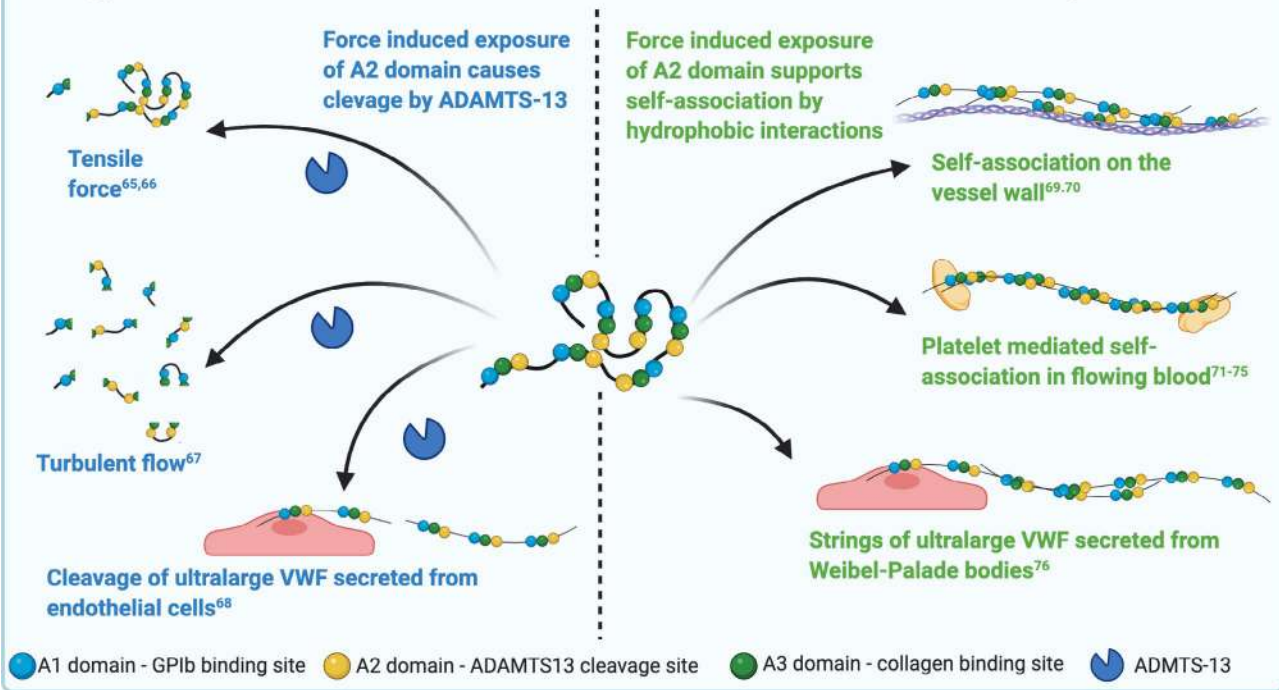 Force induced exposure
of A2 domain causes
clevage by ADAMTS-13
Force induced exposure
of A2 domain supports
self-association by
hydrophobic interactions
Tensile
force65,66
Self-association on the
vessel wall69.70
Platelet mediated self-
association in flowing blood71-75
Turbulent flow67
Strings of ultralarge VWF secreted from
Weibel-Palade bodies76
Cleavage of ultralarge VWF secreted from
endothelial cells68
A1 domain - GPIb binding site
A2 domain - ADAMTS13 cleavage site
A3 domain - collagen binding site
ADMTS-13